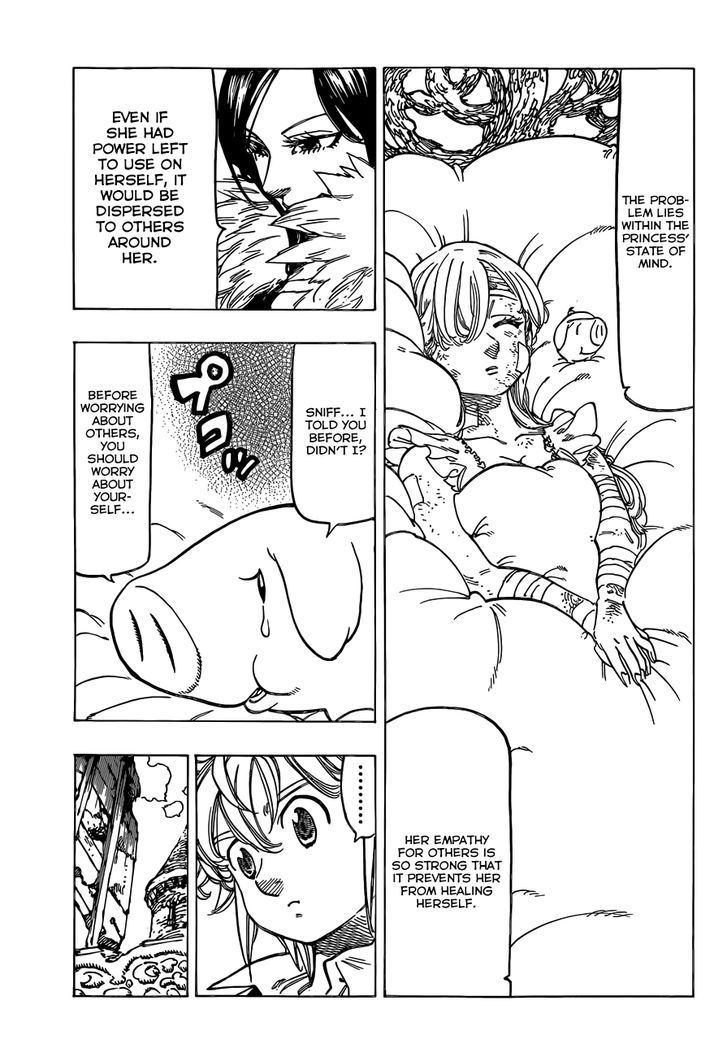 THE PROB-
LEM LIES
WITHIN THE
PRINCESS'
STATE OF
MIND.
HER EMPATHY
FOR OTHERS IS
SO STRONG THAT
IT PREVENTS HER
FROM HEALING
HERSELF.
EVEN IF
SHE HAD
POWER LEFT
TO USE ON
HERSELF, IT
WOULD BE
DISPERSED
TO OTHERS
AROUND
HER.
SNIFF... I
TOLD YOU
BEFORE,
DIDN'T I?
BEFORE
WORRYING
ABOUT
OTHERS,
YOU
SHOULD
WORRY
ABOUT
YOUR-
SELF...
ペコッ
.........